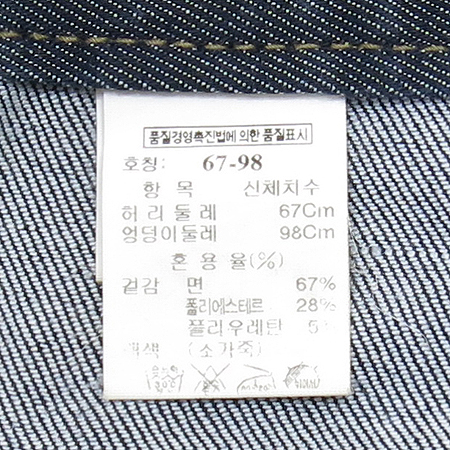 품질경영촉진법에 의한 품질표시
호칭: 67-98
항 목 신체치수
허리둘레 67Cm
엉덩이둘레 98Cm
혼 용 율(%)
겉감 면 67%
폴리에스테르 28%
폴리우레탄
배색 (소가죽)